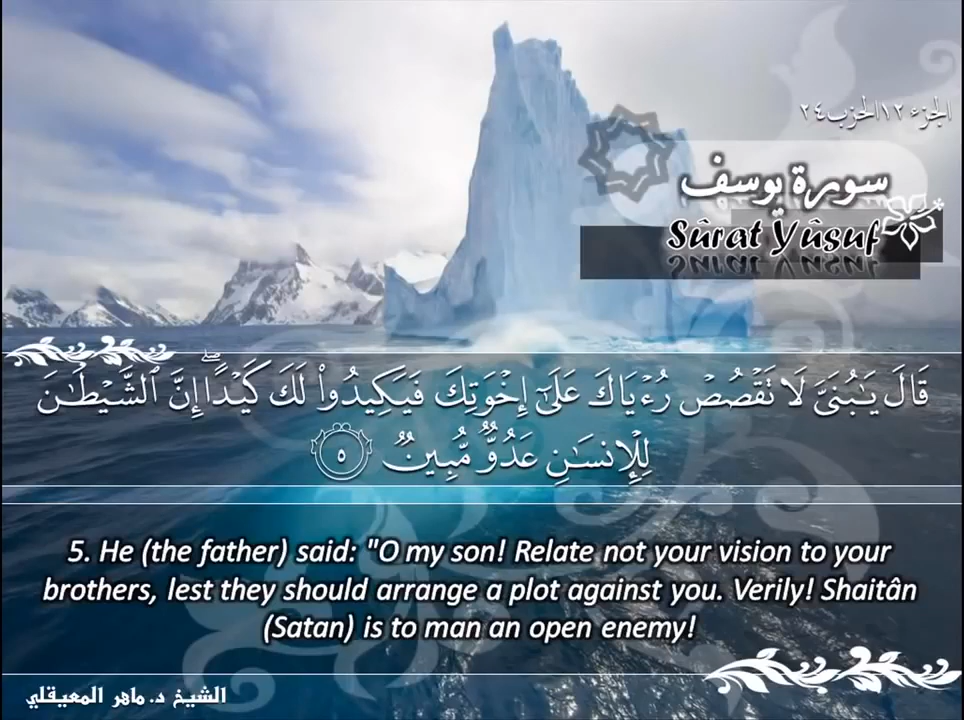 الجزء ١٢ الحزب ٢٤
سورة يوسف
Sûrat Yûsuf
قَالَ يَـٰبُنَىَّ لَا تَقْصُصْ رُءْيَاكَ عَلَىٰٓ إِخْوَتِكَ فَيَكِيدُوا۟ لَكَ كَيْدًا ۖ إِنَّ ٱلشَّيْطَـٰنَ
لِلْإِنسَـٰنِ عَدُوٌّ مُّبِينٌ ٥
5. He (the father) said: "O my son! Relate not your vision to your
brothers, lest they should arrange a plot against you. Verily! Shaitân
(Satan) is to man an open enemy!
الشيخ د. ماهر المعيقلي